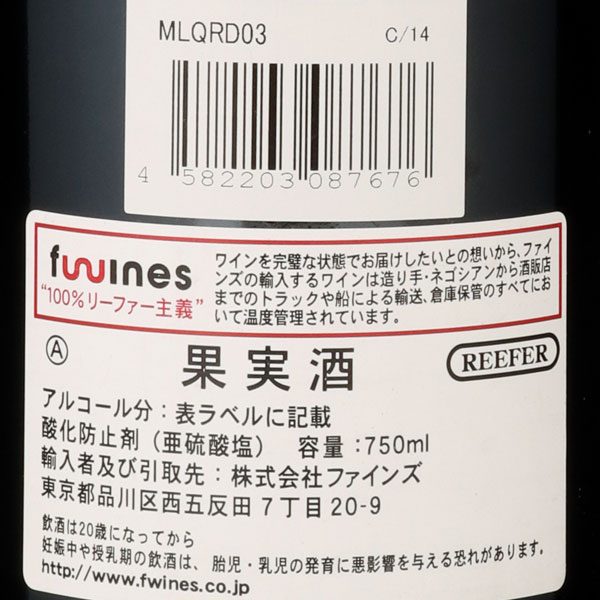 MLQRD03 C/14
4 582203 087676
fwines
"100%リーファー主義"
ワインを完璧な状態でお届けしたいとの想いから、ファイ
ンズの輸入するワインは造り手・ネゴシアンから酒販店
までのトラックや船による輸送、倉庫保管のすべてにお
いて温度管理されています。
Ⓐ
果実酒
REEFER
アルコール分：表ラベルに記載
酸化防止剤（亜硫酸塩） 容量：750ml
輸入者及び引取先：株式会社ファインズ
東京都品川区西五反田7丁目20-9
飲酒は20歳になってから
妊娠中や授乳期の飲酒は、胎児・乳児の発育に悪影響を与える恐れがあります。
http://www.fwines.co.jp